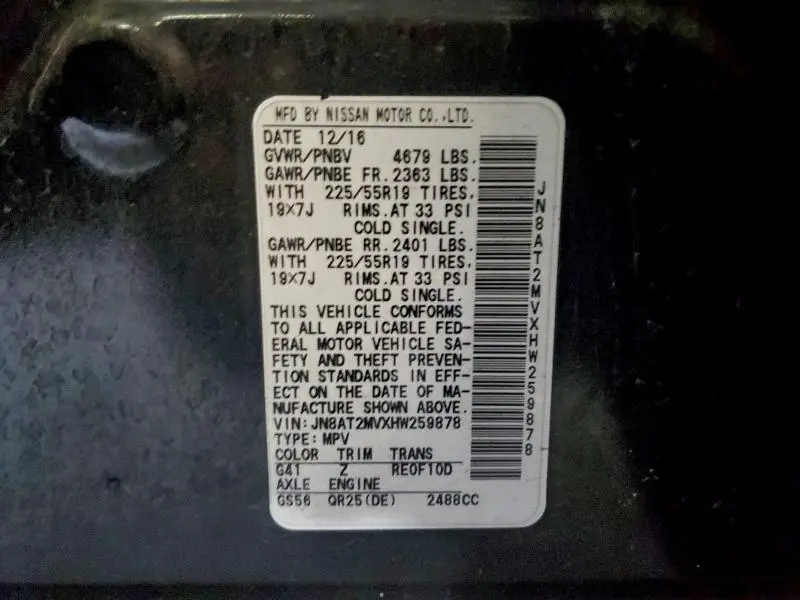 MFD BY NISSAN MOTOR CO.,LTD.
DATE 12/16
GVWR/PNBV 4679 LBS.
GAWR/PNBE FR.2363 LBS.
WITH 225/55R19 TIRES,
19×7J RIMS.AT 33 PSI
COLD SINGLE.
GAWR/PNBE RR.2401 LBS.
WITH 225/55R19 TIRES,
19×7J RIMS.AT 33 PSI
COLD SINGLE.
THIS VEHICLE CONFORMS
TO ALL APPLICABLE FED-
ERAL MOTOR VEHICLE SA-
FETY AND THEFT PREVEN-
TION STANDARDS IN EFF-
ECT ON THE DATE OF MA-
NUFACTURE SHOWN ABOVE.
VIN:JN8AT2MVXHW259878
TYPE:MPV
COLOR TRIM TRANS
G41 Z RE0F10D
AXLE ENGINE
GS56 QR25(DE) 2488CC
JN8AT2MVXHW259878